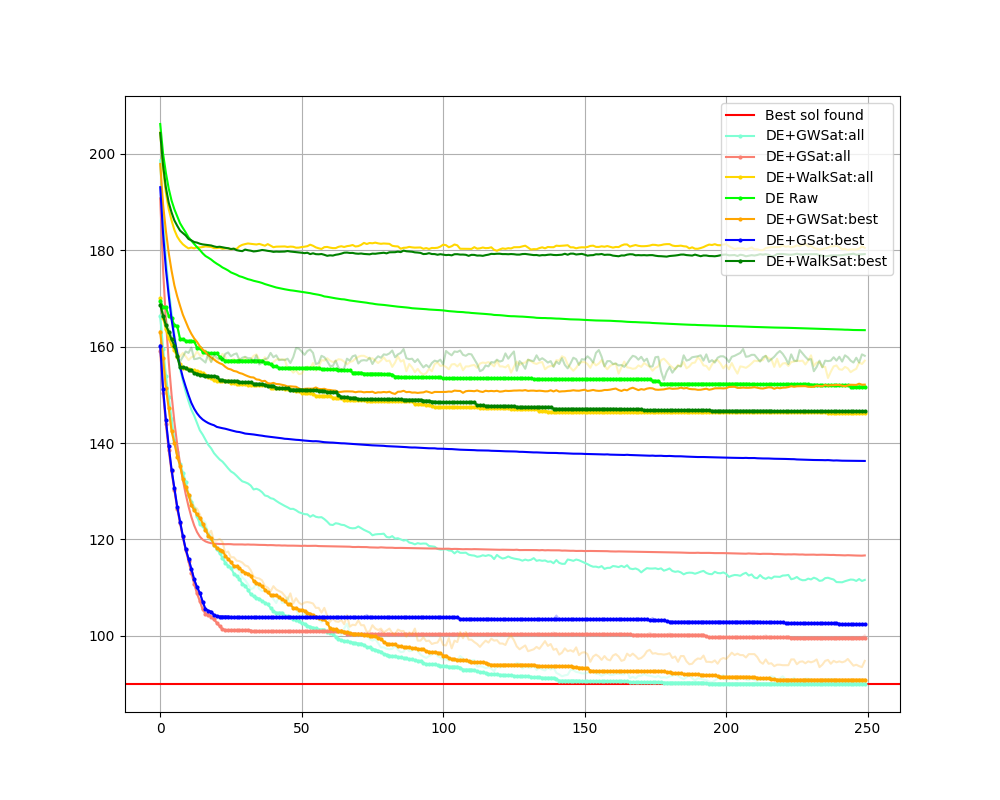 200
180
160
140
120
100
0
50
100
150
200
250
Best sol found
DE+GWSat:all
DE+GSat:all
DE+WalkSat:all
DE Raw
DE+GWSat:best
DE+GSat:best
DE+WalkSat:best